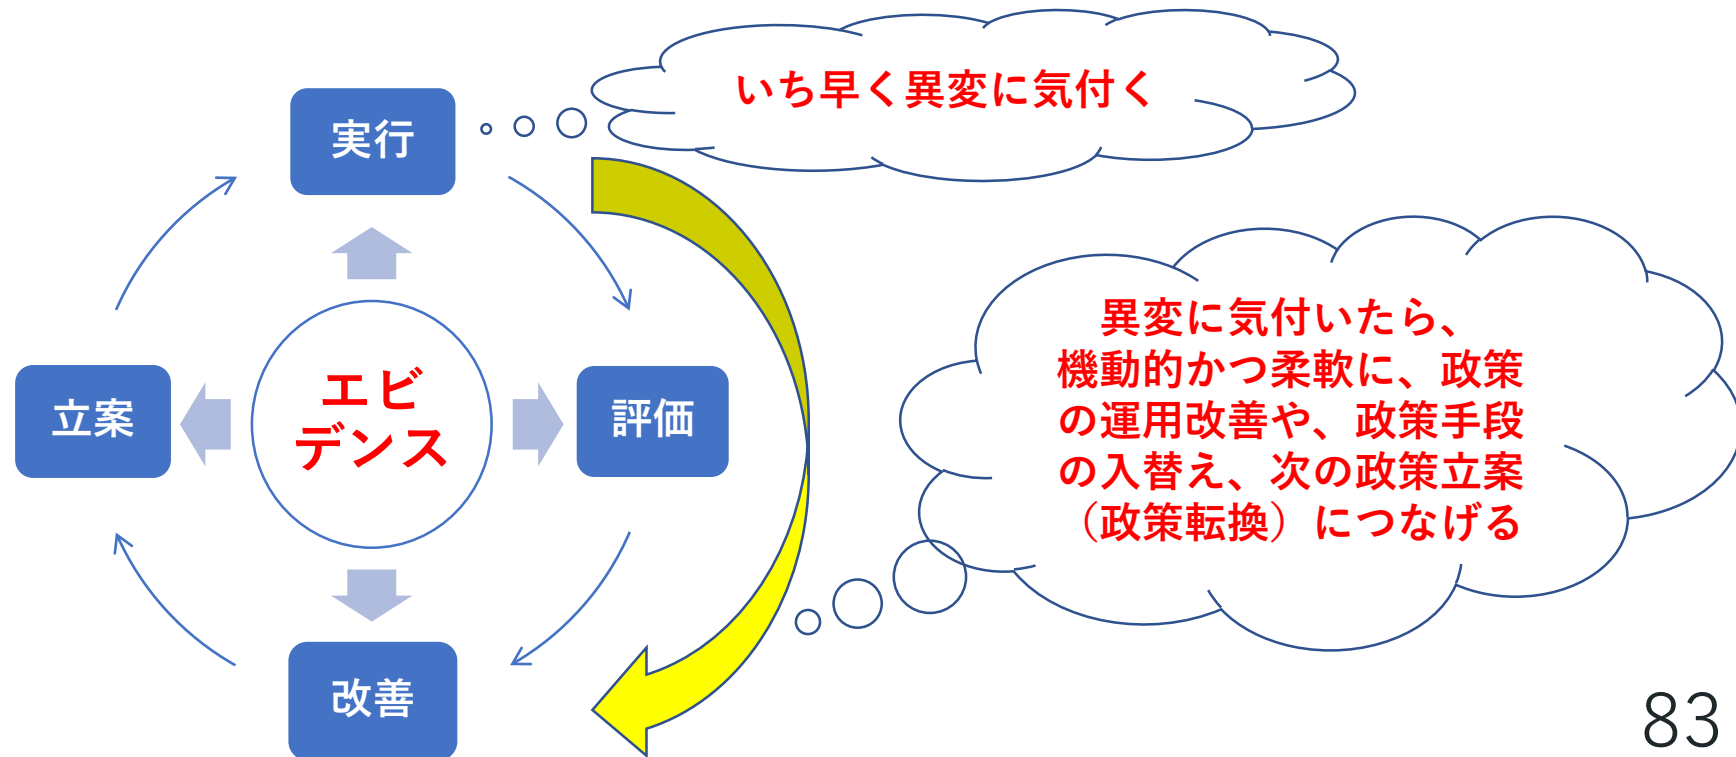 いち早く異変に気付く
実行
異変に気付いたら、
機動的かつ柔軟に、政策
の運用改善や、政策手段
の入替え、次の政策立案
（政策転換）につなげる
エビ
デンス
立案
評価
改善
83